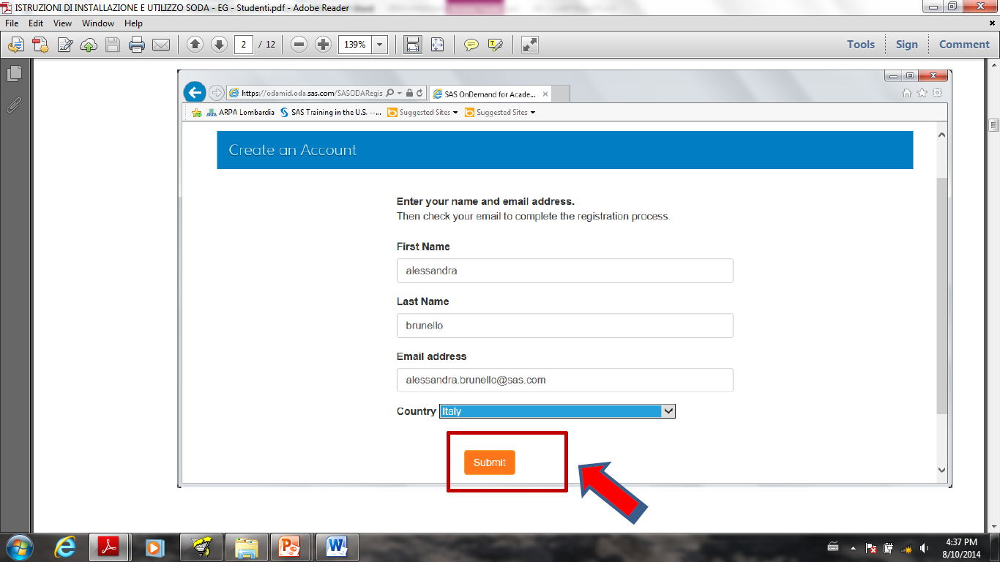 ISTRUZIONI DI INSTALLAZIONE E UTILIZZO SODA - EG - Studenti.pdf - Adobe Reader
File Edit View Window Help
2 / 12 139% Tools Sign Comment
https://odamid.oda.sas.com/SASODARegis SAS OnDemand for Acade...
ARPA Lombardia SAS Training in the U.S. --... Suggested Sites Suggested Sites
Create an Account
Enter your name and email address.
Then check your email to complete the registration process.
First Name
alessandra
Last Name
brunello
Email address
alessandra.brunello@sas.com
Country Italy
Submit
4:37 PM
8/10/2014